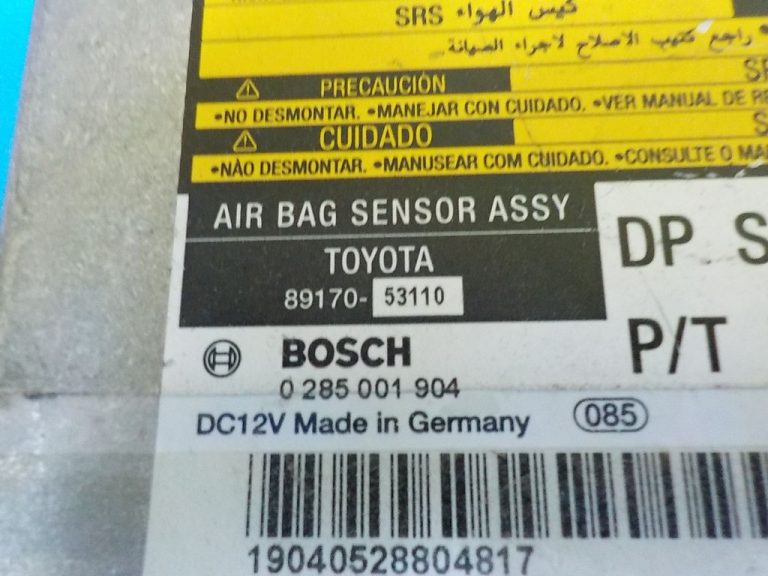 كيس الهواء SRS
راجع كتيب الاصلاح لاجراء الصيانة.
PRECAUCIÓN
•NO DESMONTAR. •MANEJAR CON CUIDADO. •VER MANUAL DE
CUIDADO
•NÃO DESMONTAR. •MANUSEAR COM CUIDADO. •CONSULTE O
AIR BAG SENSOR ASSY
TOYOTA
89170- 53110
DP S
P/T
BOSCH
0 285 001 904
DC12V Made in Germany 085
19040528804817